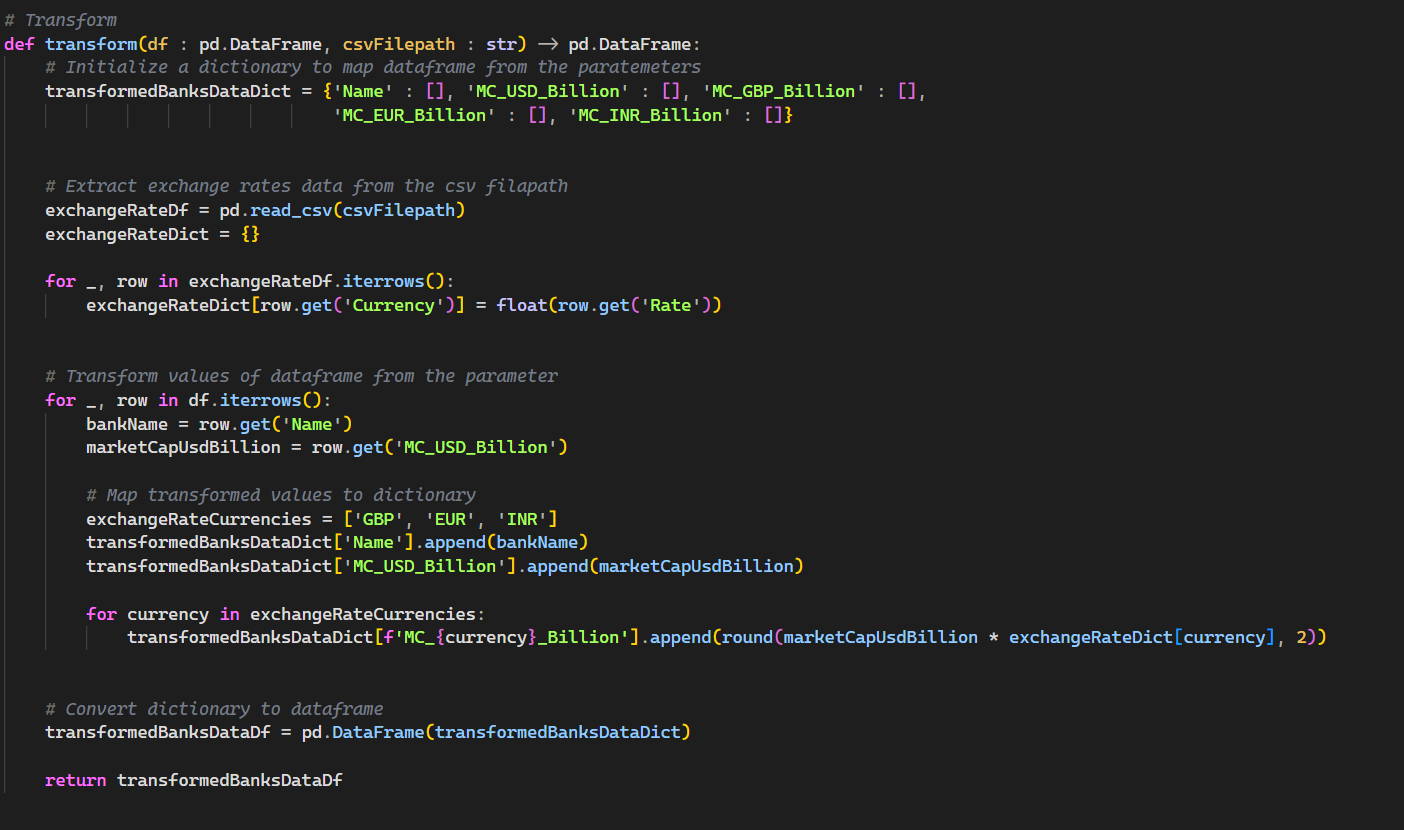 # Transform
def transform(df : pd.DataFrame, csvFilepath : str) -> pd.DataFrame:
# Initialize a dictionary to map dataframe from the paratemeters
transformedBanksDataDict = {'Name' : [], 'MC_USD_Billion' : [], 'MC_GBP_Billion' : [],
'MC_EUR_Billion' : [], 'MC_INR_Billion' : []}
# Extract exchange rates data from the csv filapath
exchangeRateDf = pd.read_csv(csvFilepath)
exchangeRateDict = {}
for _, row in exchangeRateDf.iterrows():
exchangeRateDict[row.get('Currency')] = float(row.get('Rate'))
# Transform values of dataframe from the parameter
for _, row in df.iterrows():
bankName = row.get('Name')
marketCapUsdBillion = row.get('MC_USD_Billion')
# Map transformed values to dictionary
exchangeRateCurrencies = ['GBP', 'EUR', 'INR']
transformedBanksDataDict['Name'].append(bankName)
transformedBanksDataDict['MC_USD_Billion'].append(marketCapUsdBillion)
for currency in exchangeRateCurrencies:
transformedBanksDataDict[f'MC_{currency}_Billion'].append(round(marketCapUsdBillion * exchangeRateDict[currency], 2))
# Convert dictionary to dataframe
transformedBanksDataDf = pd.DataFrame(transformedBanksDataDict)
return transformedBanksDataDf